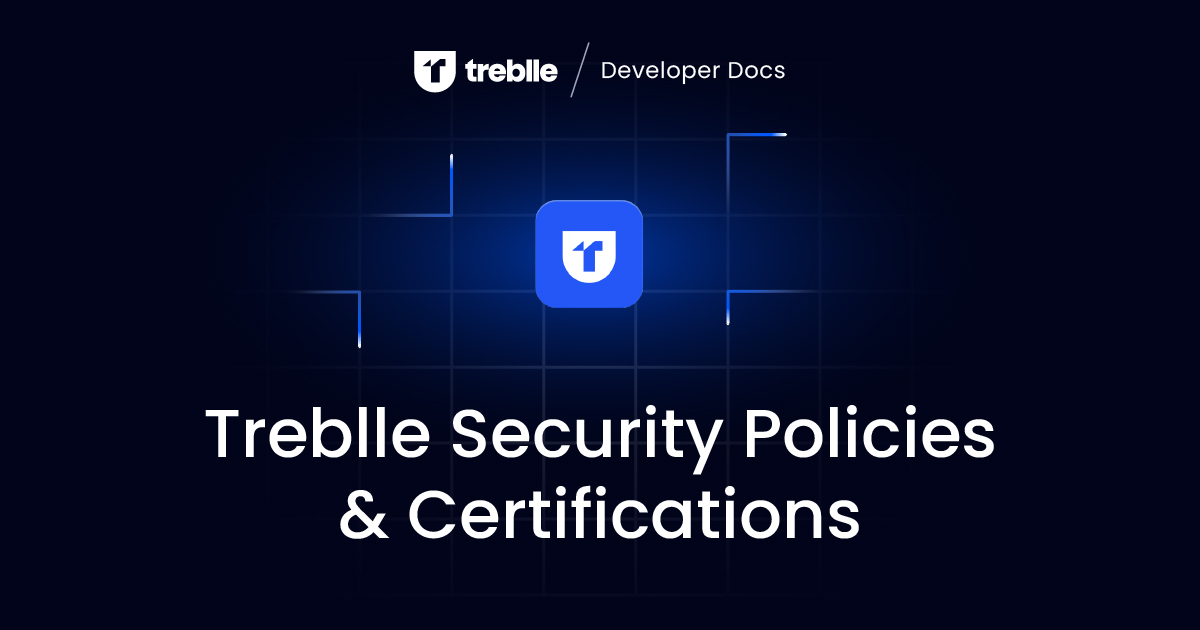 treblle / Developer Docs
Treblle Security Policies
& Certifications